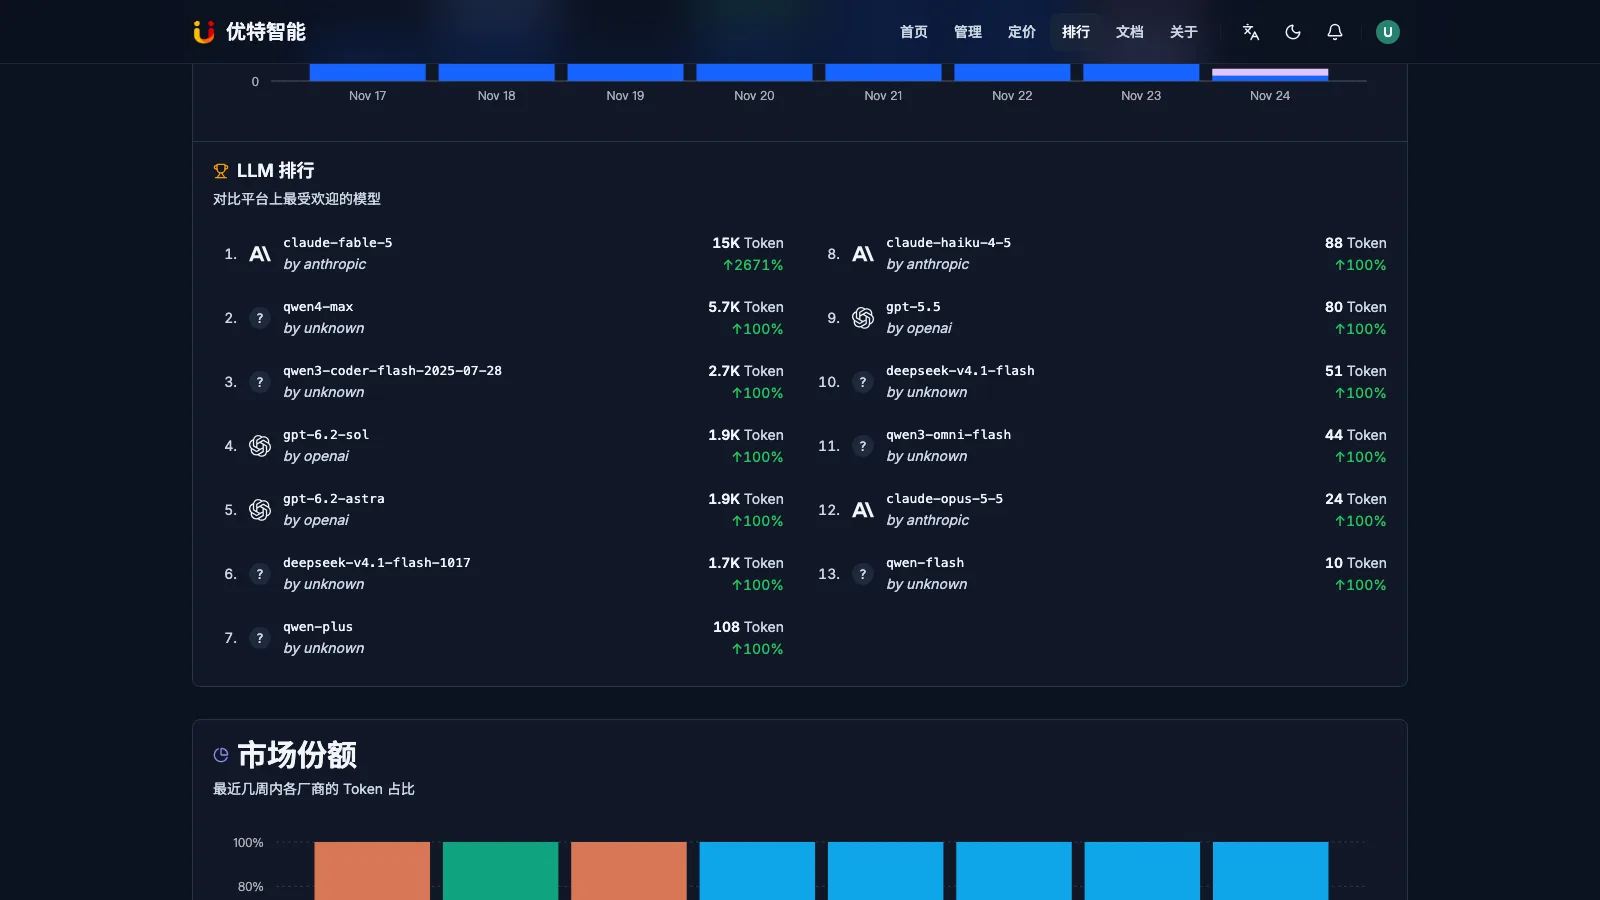 优特智能
首页 管理 定价 排行 文档 关于
U
0
Nov 17 Nov 18 Nov 19 Nov 20 Nov 21 Nov 22 Nov 23 Nov 24
LLM 排行
对比平台上最受欢迎的模型
1. claude-fable-5 15K Token
by anthropic ↑2671%
2. ? qwen4-max 5.7K Token
by unknown ↑100%
3. ? qwen3-coder-flash-2025-07-28 2.7K Token
by unknown ↑100%
4. gpt-6.2-sol 1.9K Token
by openai ↑100%
5. gpt-6.2-astra 1.9K Token
by openai ↑100%
6. ? deepseek-v4.1-flash-1017 1.7K Token
by unknown ↑100%
7. ? qwen-plus 108 Token
by unknown ↑100%
8. claude-haiku-4-5 88 Token
by anthropic ↑100%
9. gpt-5.5 80 Token
by openai ↑100%
10. ? deepseek-v4.1-flash 51 Token
by unknown ↑100%
11. ? qwen3-omni-flash 44 Token
by unknown ↑100%
12. claude-opus-5-5 24 Token
by anthropic ↑100%
13. ? qwen-flash 10 Token
by unknown ↑100%
市场份额
最近几周内各厂商的 Token 占比
100%
80%